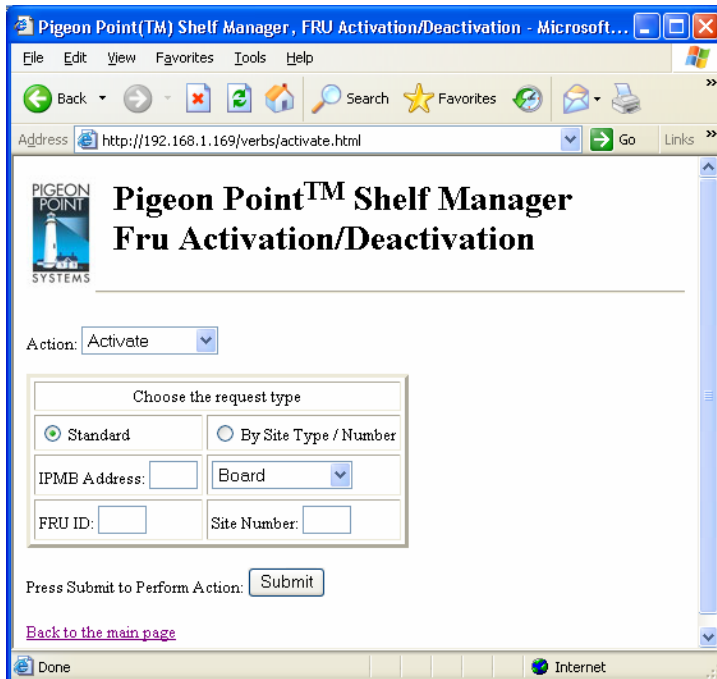 Pigeon Point(TM) Shelf Manager, FRU Activation/Deactivation - Microsoft...
File Edit View Favorites Tools Help
Back Search Favorites
Address http://192.168.1.169/verbs/activate.html Go Links
PIGEON
POINT
SYSTEMS
Pigeon Point™ Shelf Manager
Fru Activation/Deactivation
Action: Activate
Choose the request type
Standard By Site Type / Number
IPMB Address: Board
FRU ID: Site Number:
Press Submit to Perform Action: Submit
Back to the main page
Done Internet